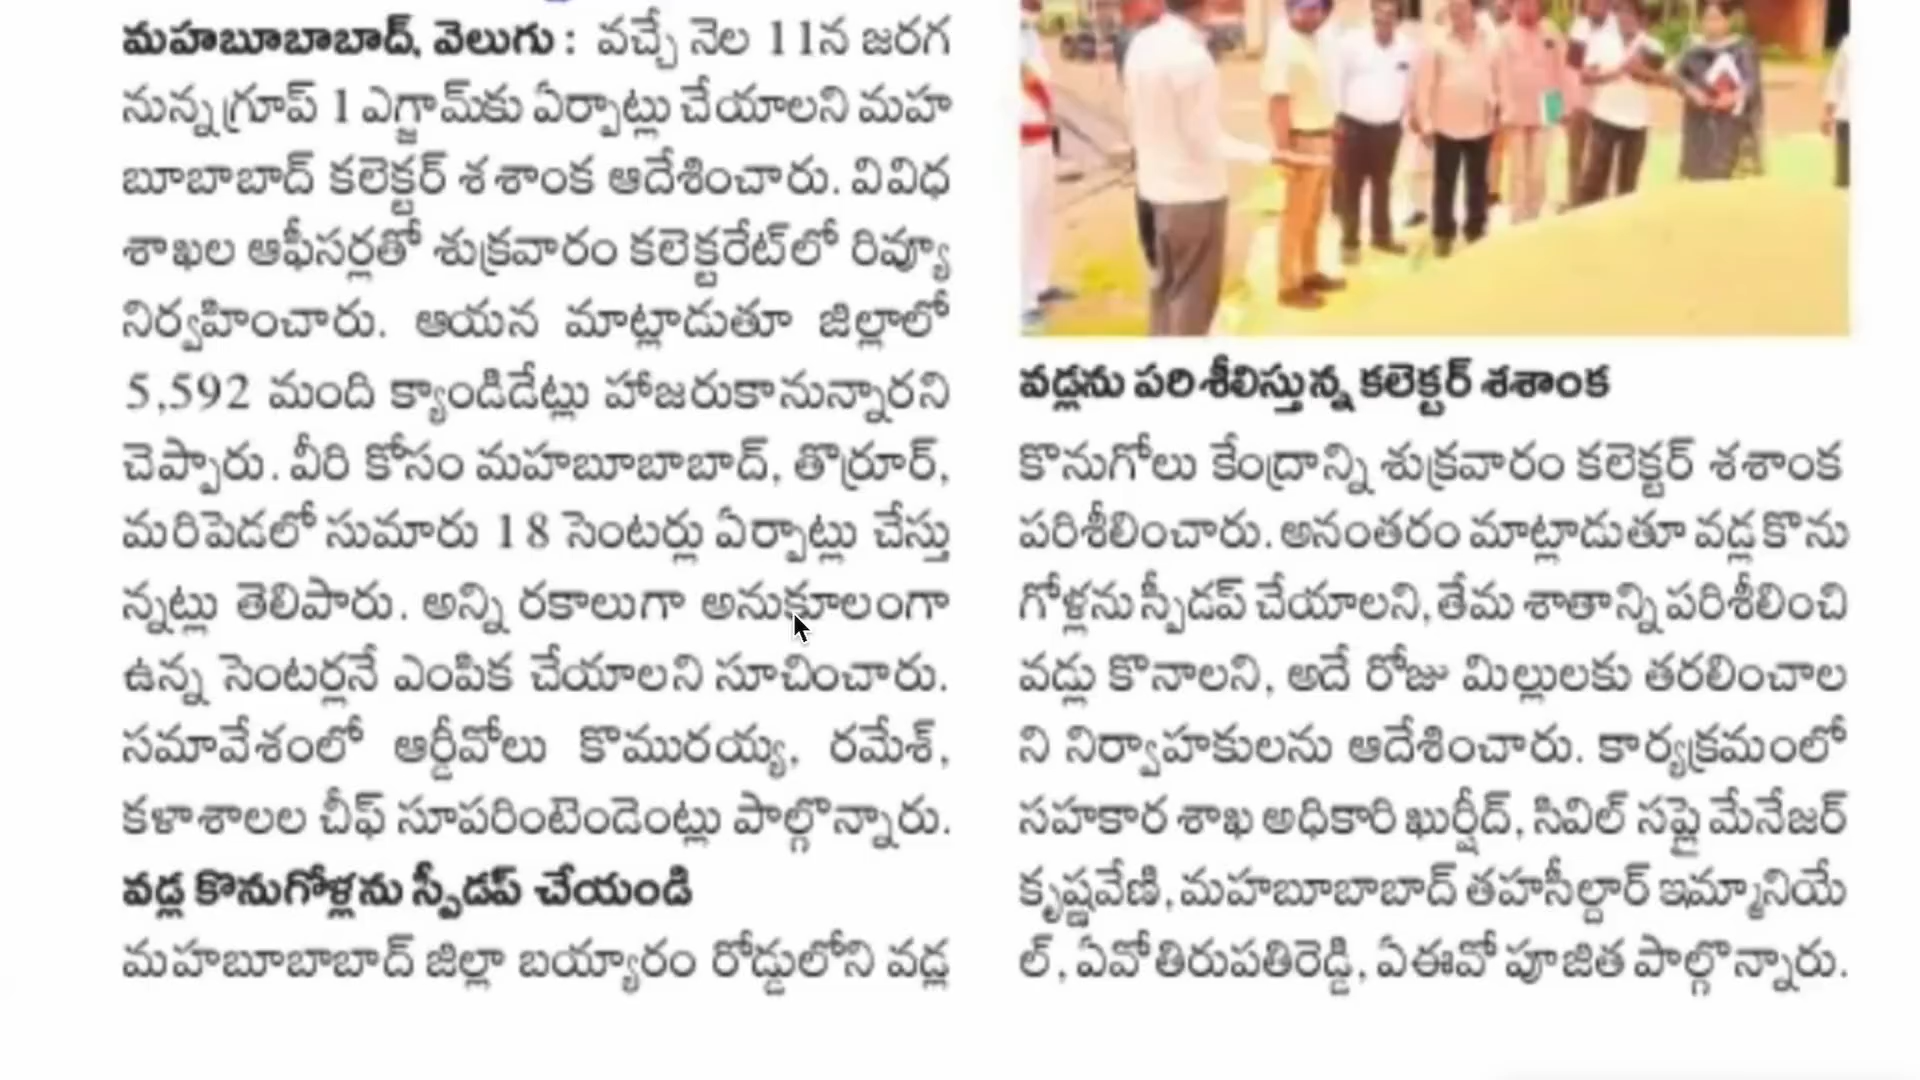 మహబూబాబాద్, వెలుగు : వచ్చే నెల 11న జరగ
నున్న గ్రూప్ 1 ఎగ్జామ్‌కు ఏర్పాట్లు చేయాలని మహ
బూబాబాద్ కలెక్టర్ శశాంక ఆదేశించారు. వివిధ
శాఖల ఆఫీసర్లతో శుక్రవారం కలెక్టరేట్‌లో రివ్యూ
నిర్వహించారు. ఆయన మాట్లాడుతూ జిల్లాలో
5,592 మంది క్యాండిడేట్లు హాజరుకానున్నారని
చెప్పారు. వీరి కోసం మహబూబాబాద్, తొర్రూర్,
మరిపెడలో సుమారు 18 సెంటర్లు ఏర్పాట్లు చేస్తు
న్నట్లు తెలిపారు. అన్ని రకాలుగా అనుకూలంగా
ఉన్న సెంటర్లనే ఎంపిక చేయాలని సూచించారు.
సమావేశంలో ఆర్డీవోలు కొమురయ్య, రమేశ్,
కళాశాలల చీఫ్ సూపరింటెండెంట్లు పాల్గొన్నారు.
వడ్ల కొనుగోళ్లను స్పీడప్ చేయండి
మహబూబాబాద్ జిల్లా బయ్యారం రోడ్డులోని వడ్ల
వడ్లను పరిశీలిస్తున్న కలెక్టర్ శశాంక
కొనుగోలు కేంద్రాన్ని శుక్రవారం కలెక్టర్ శశాంక
పరిశీలించారు. అనంతరం మాట్లాడుతూ వడ్ల కొను
గోళ్లను స్పీడప్ చేయాలని, తేమ శాతాన్ని పరిశీలించి
వడ్లు కొనాలని, అదే రోజు మిల్లులకు తరలించాల
ని నిర్వాహకులను ఆదేశించారు. కార్యక్రమంలో
సహకార శాఖ అధికారి ఖుర్షీద్, సివిల్ సప్లై మేనేజర్
కృష్ణవేణి, మహబూబాబాద్ తహసీల్దార్ ఇమ్మానియే
ల్, ఏవో తిరుపతిరెడ్డి, ఏఈవో పూజిత పాల్గొన్నారు.